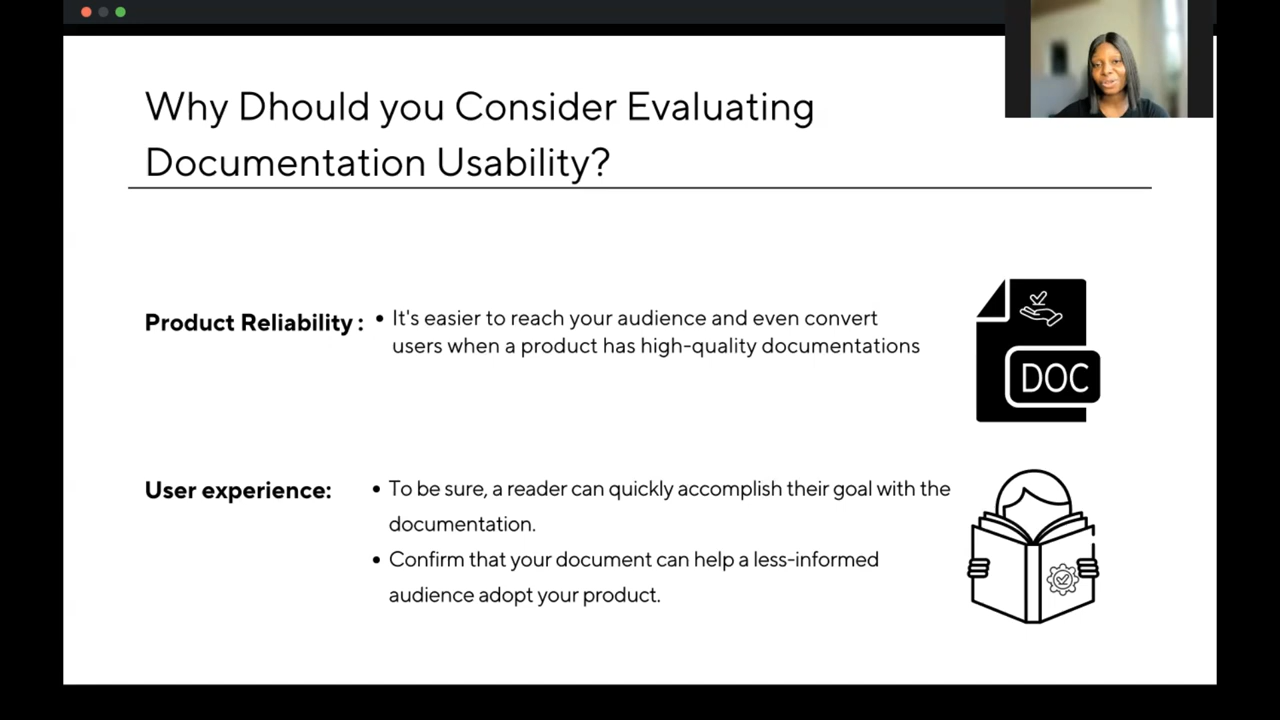 Why Dhould you Consider Evaluating
Documentation Usability?
Product Reliability :
• It's easier to reach your audience and even convert
users when a product has high-quality documentations
DOC
User experience:
• To be sure, a reader can quickly accomplish their goal with the
documentation.
• Confirm that your document can help a less-informed
audience adopt your product.